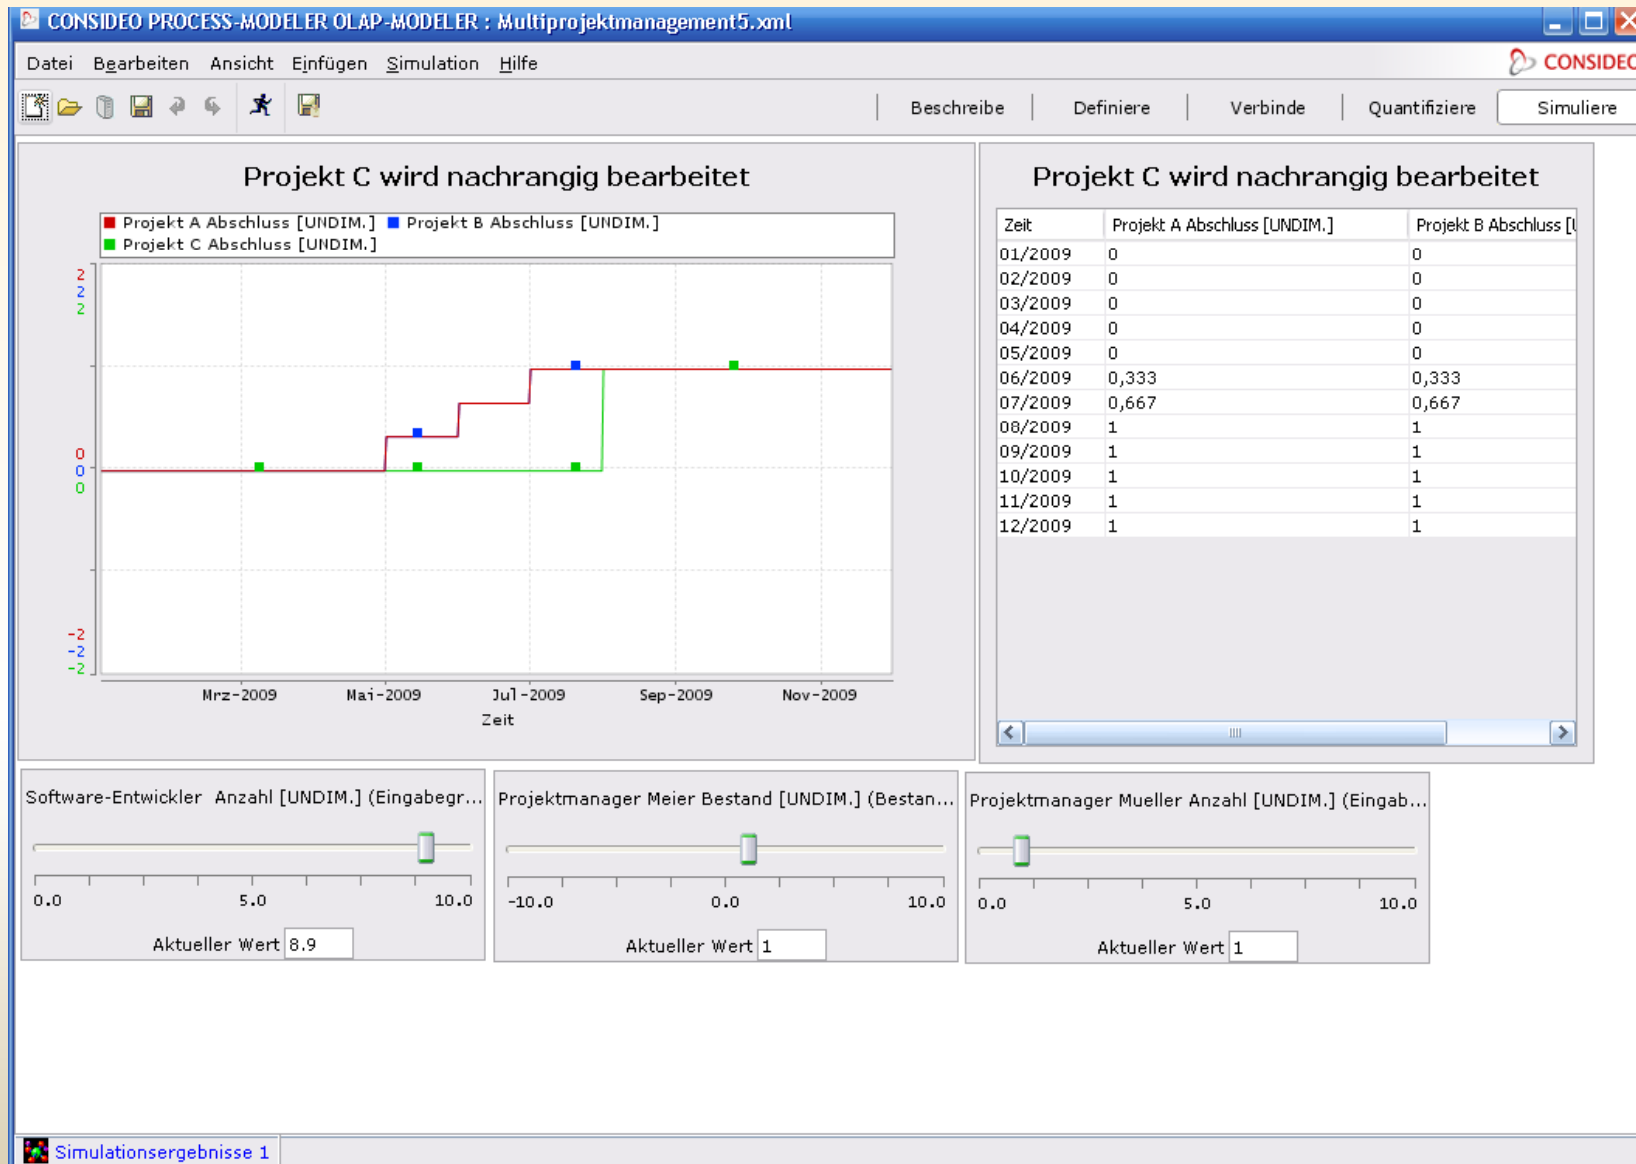 CONSIDEO PROCESS-MODELER OLAP-MODELER : Multiprojektmanagement5.xml
Datei Bearbeiten Ansicht Einfügen Simulation Hilfe
CONSIDEO
Beschreibe Definiere Verbinde Quantifiziere Simuliere
Projekt C wird nachrangig bearbeitet
Projekt A Abschluss [UNDIM.] Projekt B Abschluss [UNDIM.]
Projekt C Abschluss [UNDIM.]
2
2
2
0
0
0
-2
-2
-2
Mrz-2009 Mai-2009 Jul-2009 Sep-2009 Nov-2009
Zeit
Projekt C wird nachrangig bearbeitet
Zeit Projekt A Abschluss [UNDIM.] Projekt B Abschluss [U
01/2009 0 0
02/2009 0 0
03/2009 0 0
04/2009 0 0
05/2009 0 0
06/2009 0,333 0,333
07/2009 0,667 0,667
08/2009 1 1
09/2009 1 1
10/2009 1 1
11/2009 1 1
12/2009 1 1
Software-Entwickler Anzahl [UNDIM.] (Eingabegr...
0.0 5.0 10.0
Aktueller Wert 8.9
Projektmanager Meier Bestand [UNDIM.] (Bestan...
-10.0 0.0 10.0
Aktueller Wert 1
Projektmanager Mueller Anzahl [UNDIM.] (Eingab...
0.0 5.0 10.0
Aktueller Wert 1
Simulationsergebnisse 1